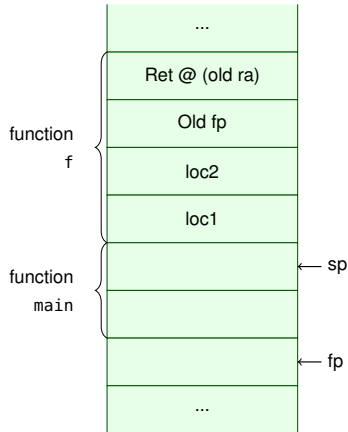 ...
Ret @ (old ra)
Old fp
function
f
loc2
loc1
function
main
sp
fp
...